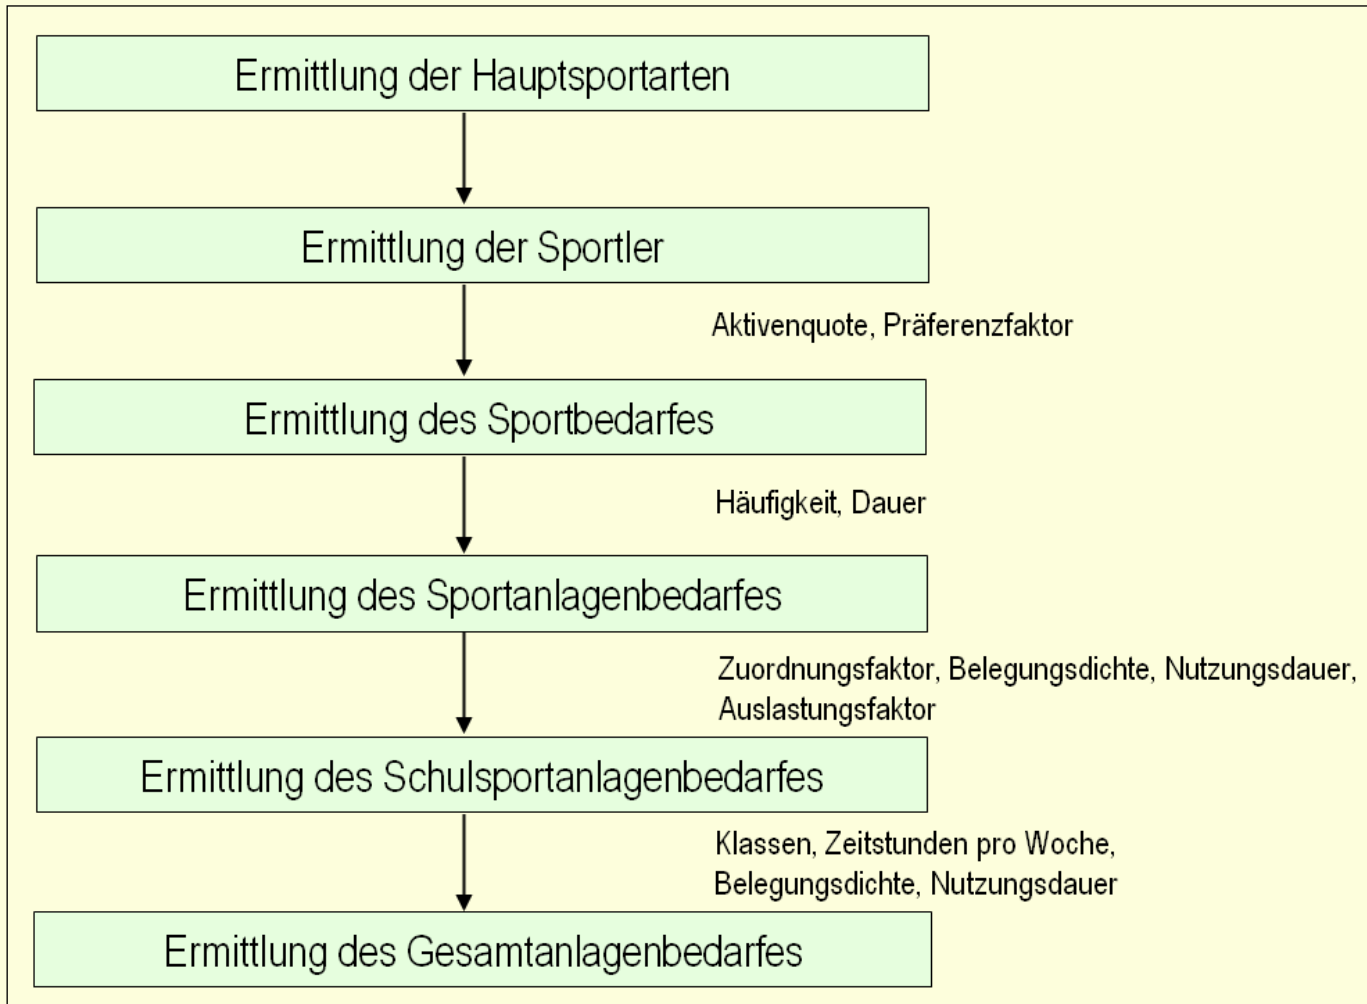 Ermittlung der Hauptsportarten
Ermittlung der Sportler
Aktivenquote, Präferenzfaktor
Ermittlung des Sportbedarfes
Häufigkeit, Dauer
Ermittlung des Sportanlagenbedarfes
Zuordnungsfaktor, Belegungsdichte, Nutzungsdauer,
Auslastungsfaktor
Ermittlung des Schulsportanlagenbedarfes
Klassen, Zeitstunden pro Woche,
Belegungsdichte, Nutzungsdauer
Ermittlung des Gesamtanlagenbedarfes